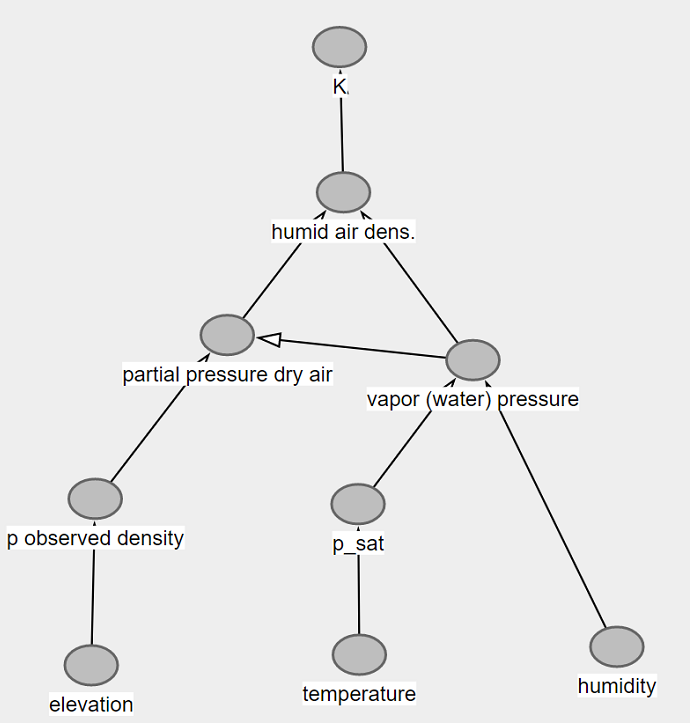 K
humid air dens.
partial pressure dry air
vapor (water) pressure
p observed density
p_sat
elevation
temperature
humidity